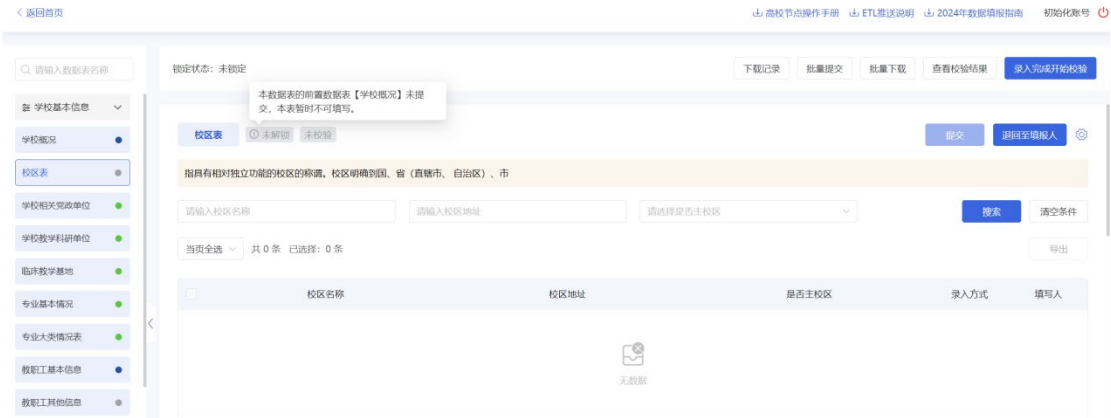 < 返回首页
高校节点操作手册 ETL推送说明 2024年数据填报指南 初始化账号
请输入数据表名称
锁定状态：未锁定
下载记录 批量提交 批量下载 查看校验结果 录入完成开始校验
学校基本信息
本数据表的前置数据表【学校概况】未提
交，本表暂时不可填写。
学校概况
校区表 未解锁 未校验
提交 退回至填报人
校区表
指具有相对独立功能的校区的称谓。校区明确到国、省（直辖市、自治区）、市
学校相关党政单位
请输入校区名称 请输入校区地址 请选择是否主校区 搜索 清空条件
学校教学科研单位
当页全选 共 0 条 已选择：0 条 导出
临床教学基地
专业基本情况
校区名称 校区地址 是否主校区 录入方式 填写人
专业大类情况表
教职工基本信息
无数据
教职工其他信息